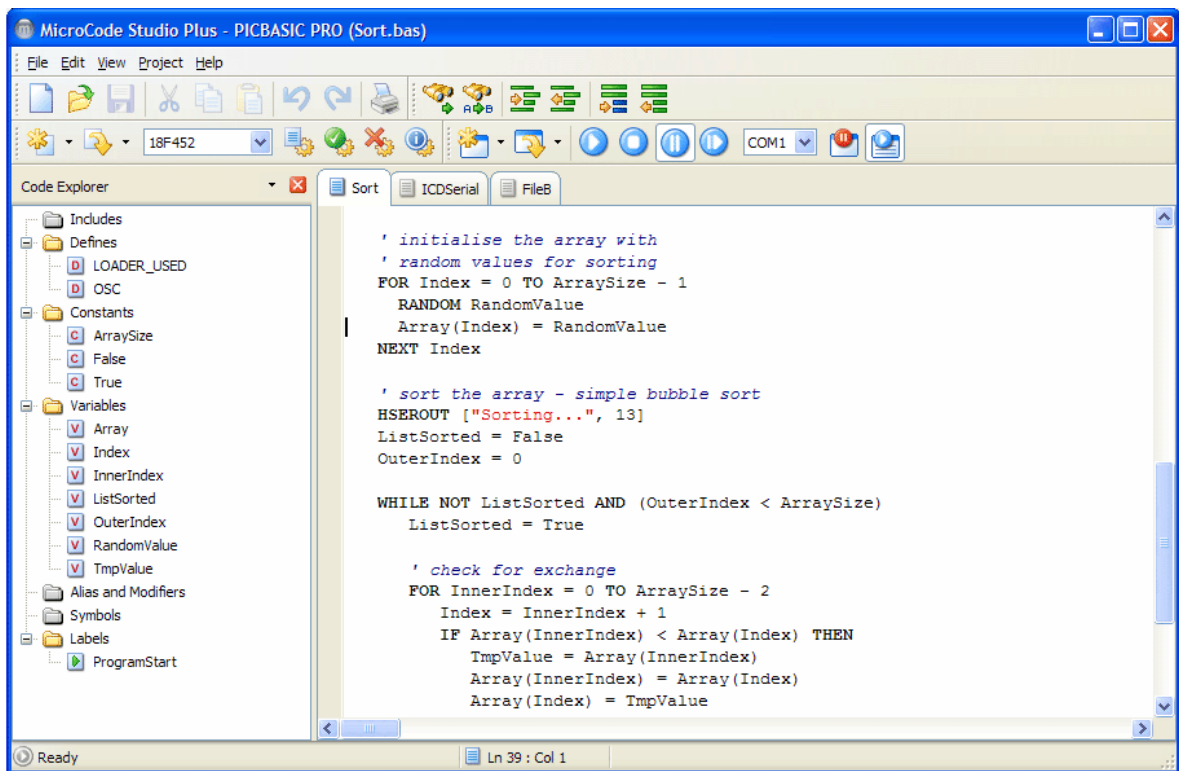 MicroCode Studio Plus - PICBASIC PRO (Sort.bas)
File Edit View Project Help
18F452 COM1
Code Explorer
Includes
Defines
D LOADER_USED
D OSC
Constants
C ArraySize
C False
C True
Variables
V Array
V Index
V InnerIndex
V ListSorted
V OuterIndex
V RandomValue
V TmpValue
Alias and Modifiers
Symbols
Labels
ProgramStart
Sort ICDSerial FileB
' initialise the array with
' random values for sorting
FOR Index = 0 TO ArraySize - 1
RANDOM RandomValue
Array(Index) = RandomValue
NEXT Index
' sort the array - simple bubble sort
HSEROUT ["Sorting...", 13]
ListSorted = False
OuterIndex = 0
WHILE NOT ListSorted AND (OuterIndex < ArraySize)
ListSorted = True
' check for exchange
FOR InnerIndex = 0 TO ArraySize - 2
Index = InnerIndex + 1
IF Array(InnerIndex) < Array(Index) THEN
TmpValue = Array(InnerIndex)
Array(InnerIndex) = Array(Index)
Array(Index) = TmpValue
Ready Ln 39 : Col 1